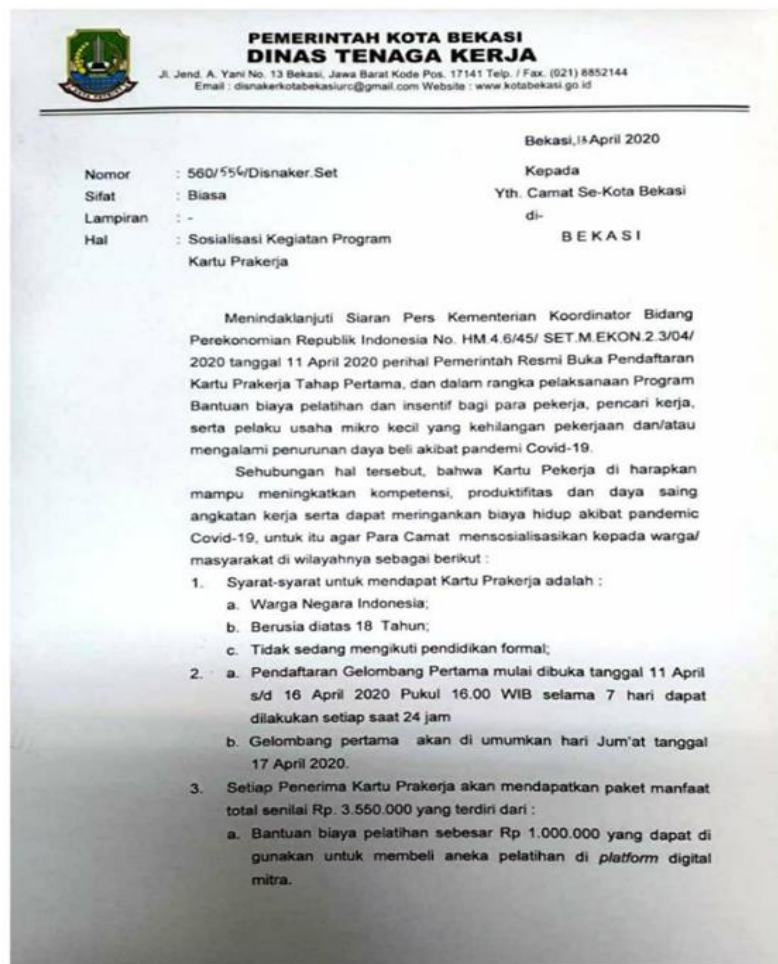 PEMERINTAH KOTA BEKASI
DINAS TENAGA KERJA
Jl. Jend. A. Yani No. 13 Bekasi, Jawa Barat Kode Pos. 17141 Telp. / Fax. (021) 8852144
Email : disnakerkotabekasiurc@gmail.com Website : www.kotabekasi.go.id
Bekasi, 13 April 2020
Nomor : 560/556/Disnaker.Set
Sifat : Biasa
Lampiran : -
Hal : Sosialisasi Kegiatan Program
Kartu Prakerja
Kepada
Yth. Camat Se-Kota Bekasi
di-
B E K A S I
Menindaklanjuti Siaran Pers Kementerian Koordinator Bidang
Perekonomian Republik Indonesia No. HM.4.6/45/ SET.M.EKON.2.3/04/
2020 tanggal 11 April 2020 perihal Pemerintah Resmi Buka Pendaftaran
Kartu Prakerja Tahap Pertama, dan dalam rangka pelaksanaan Program
Bantuan biaya pelatihan dan insentif bagi para pekerja, pencari kerja,
serta pelaku usaha mikro kecil yang kehilangan pekerjaan dan/atau
mengalami penurunan daya beli akibat pandemi Covid-19.
Sehubungan hal tersebut, bahwa Kartu Pekerja di harapkan
mampu meningkatkan kompetensi, produktifitas dan daya saing
angkatan kerja serta dapat meringankan biaya hidup akibat pandemic
Covid-19, untuk itu agar Para Camat mensosialisasikan kepada warga/
masyarakat di wilayahnya sebagai berikut :
1. Syarat-syarat untuk mendapat Kartu Prakerja adalah :
a. Warga Negara Indonesia;
b. Berusia diatas 18 Tahun;
c. Tidak sedang mengikuti pendidikan formal;
2. a. Pendaftaran Gelombang Pertama mulai dibuka tanggal 11 April
s/d 16 April 2020 Pukul 16.00 WIB selama 7 hari dapat
dilakukan setiap saat 24 jam
b. Gelombang pertama akan di umumkan hari Jum'at tanggal
17 April 2020.
3. Setiap Penerima Kartu Prakerja akan mendapatkan paket manfaat
total senilai Rp. 3.550.000 yang terdiri dari :
a. Bantuan biaya pelatihan sebesar Rp 1.000.000 yang dapat di
gunakan untuk membeli aneka pelatihan di platform digital
mitra.